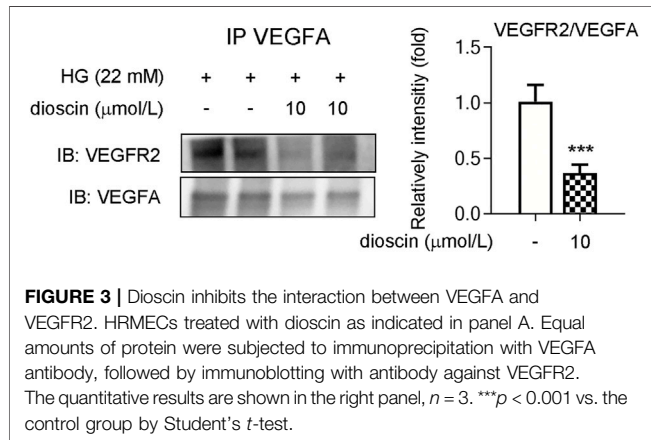 IP VEGFA
HG (22 mM) + + + +
dioscin (μmol/L) - - 10 10
IB: VEGFR2
IB: VEGFA
VEGFR2/VEGFA
Relatively intensitiy (fold)
1.5
1.0
0.5
0.0
***
dioscin (μmol/L) - 10
FIGURE 3 | Dioscin inhibits the interaction between VEGFA and
VEGFR2. HRMECs treated with dioscin as indicated in panel A. Equal
amounts of protein were subjected to immunoprecipitation with VEGFA
antibody, followed by immunoblotting with antibody against VEGFR2.
The quantitative results are shown in the right panel, n = 3. ***p < 0.001 vs. the
control group by Student’s t-test.